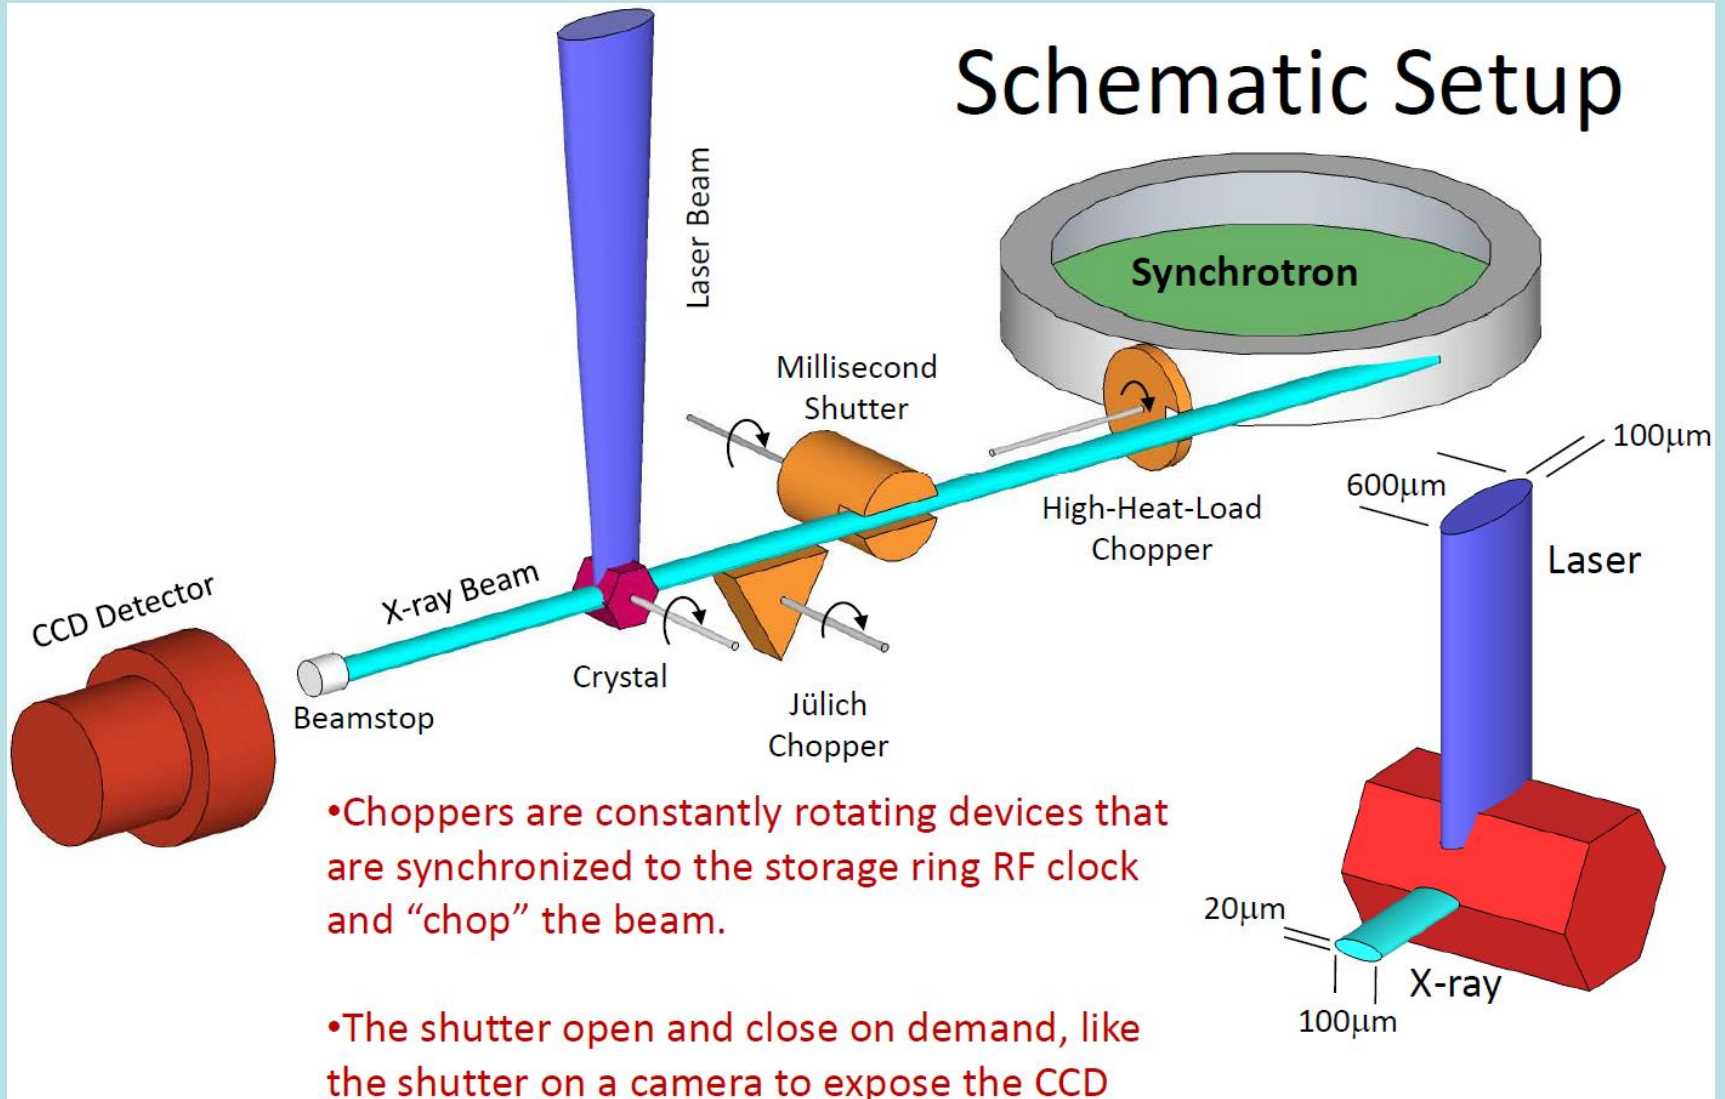 Schematic Setup
Laser Beam
Synchrotron
Millisecond
Shutter
High-Heat-Load
Chopper
100μm
600μm
Laser
CCD Detector
X-ray Beam
Beamstop
Crystal
Jülich
Chopper
20μm
X-ray
100μm
•Choppers are constantly rotating devices that
are synchronized to the storage ring RF clock
and “chop” the beam.
•The shutter open and close on demand, like
the shutter on a camera to expose the CCD